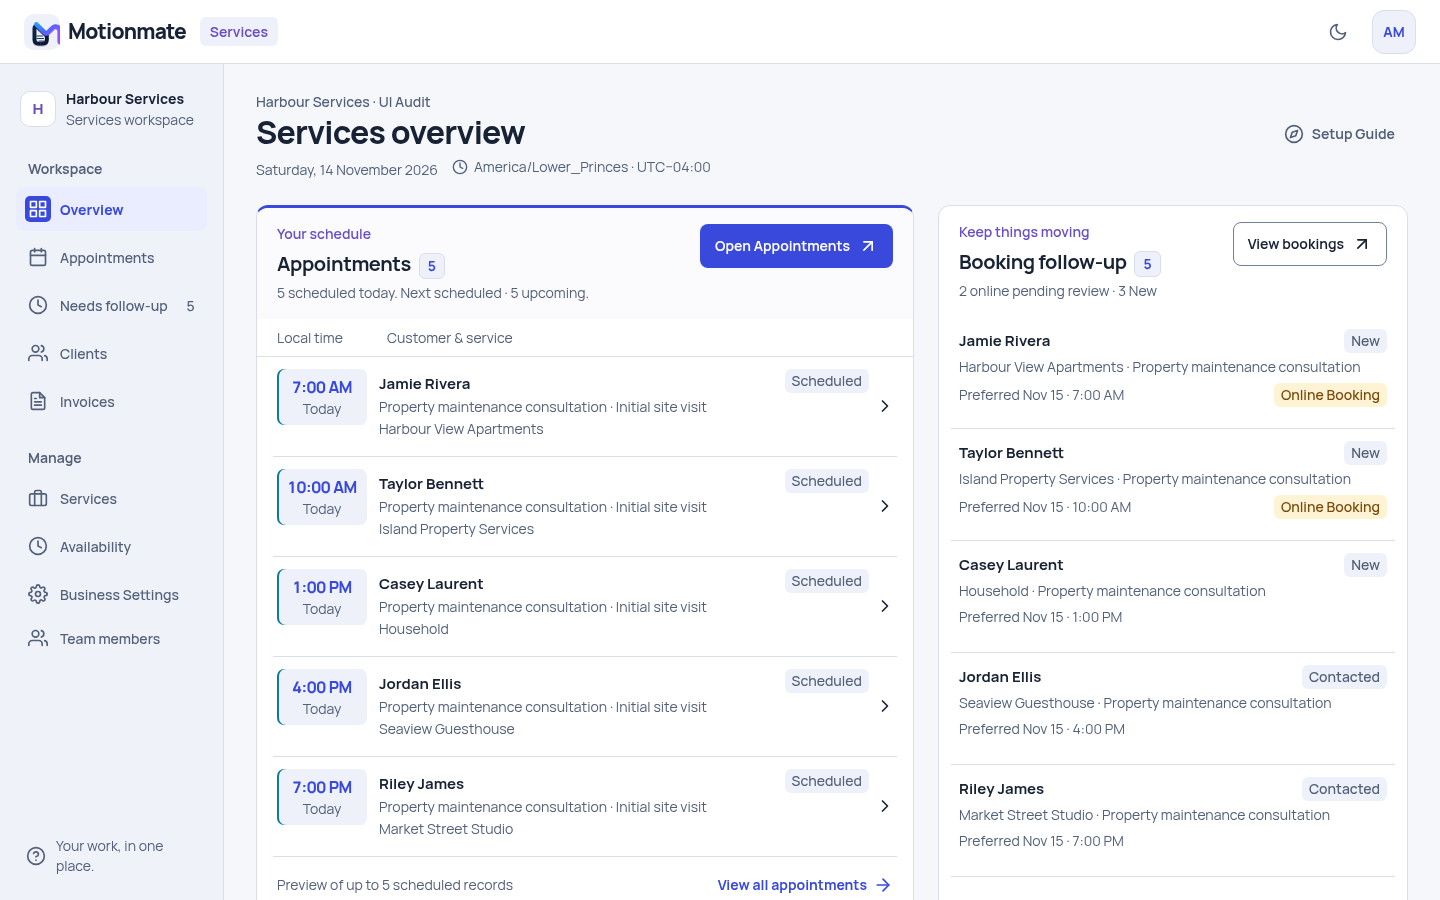 Motionmate
Services
AM
H
Harbour Services
Services workspace
Workspace
Overview
Appointments
Needs follow-up 5
Clients
Invoices
Manage
Services
Availability
Business Settings
Team members
Your work, in one
place.
Harbour Services · UI Audit
Services overview
Saturday, 14 November 2026
America/Lower_Princes · UTC−04:00
Setup Guide
Your schedule
Appointments 5
5 scheduled today. Next scheduled · 5 upcoming.
Open Appointments
Local time Customer & service
7:00 AM
Today
Jamie Rivera
Property maintenance consultation · Initial site visit
Harbour View Apartments
Scheduled
10:00 AM
Today
Taylor Bennett
Property maintenance consultation · Initial site visit
Island Property Services
Scheduled
1:00 PM
Today
Casey Laurent
Property maintenance consultation · Initial site visit
Household
Scheduled
4:00 PM
Today
Jordan Ellis
Property maintenance consultation · Initial site visit
Seaview Guesthouse
Scheduled
7:00 PM
Today
Riley James
Property maintenance consultation · Initial site visit
Market Street Studio
Scheduled
Preview of up to 5 scheduled records
View all appointments
Keep things moving
Booking follow-up 5
2 online pending review · 3 New
View bookings
Jamie Rivera New
Harbour View Apartments · Property maintenance consultation
Preferred Nov 15 · 7:00 AM Online Booking
Taylor Bennett New
Island Property Services · Property maintenance consultation
Preferred Nov 15 · 10:00 AM Online Booking
Casey Laurent New
Household · Property maintenance consultation
Preferred Nov 15 · 1:00 PM
Jordan Ellis Contacted
Seaview Guesthouse · Property maintenance consultation
Preferred Nov 15 · 4:00 PM
Riley James Contacted
Market Street Studio · Property maintenance consultation
Preferred Nov 15 · 7:00 PM